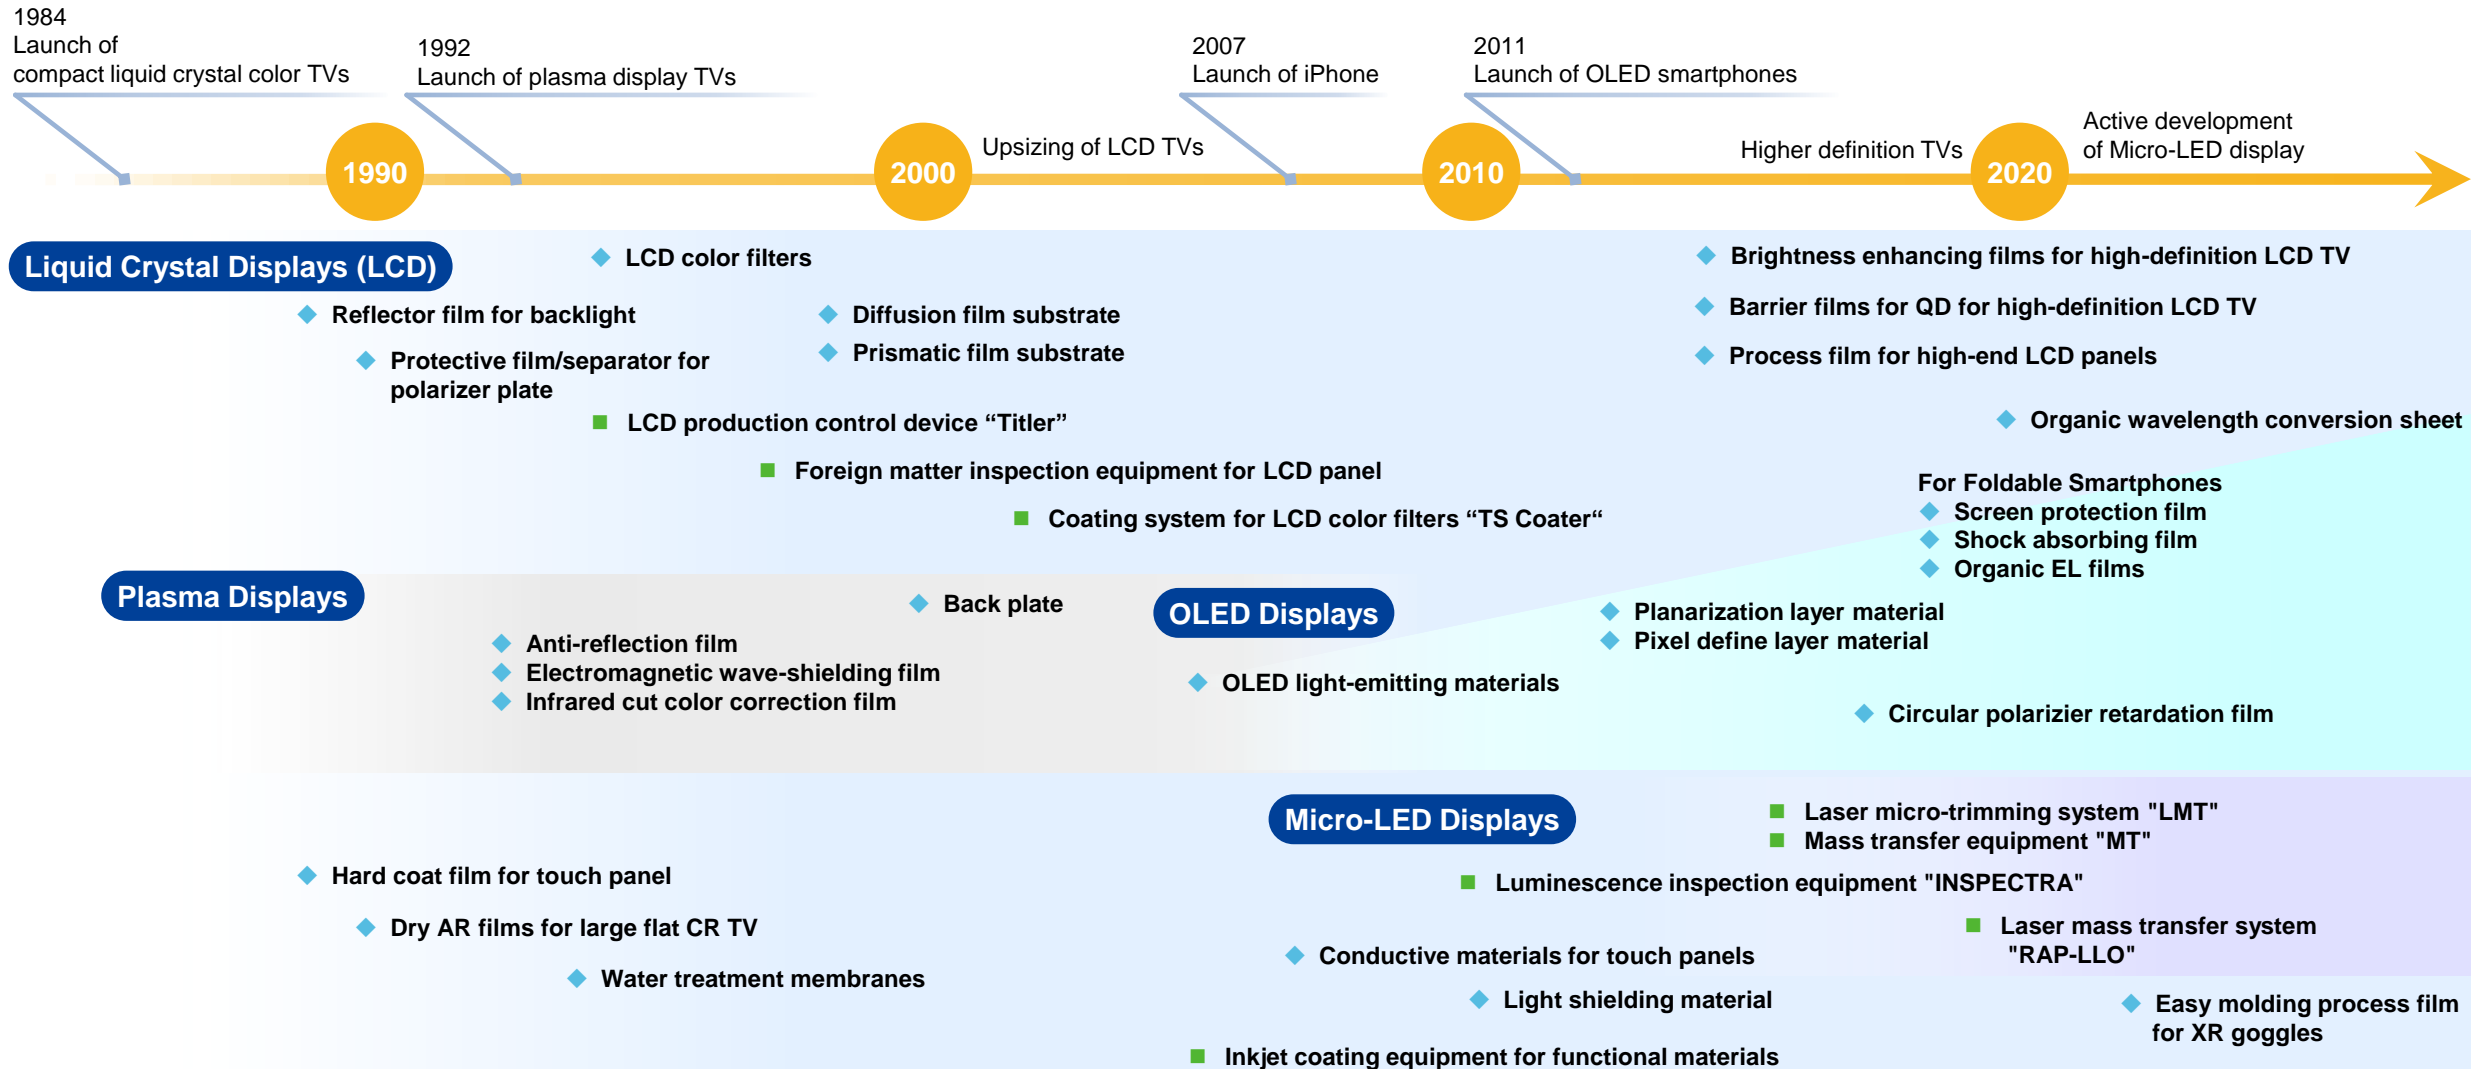 1984
Launch of
compact liquid crystal color TVs
1992
Launch of plasma display TVs
2007
Launch of iPhone
2011
Launch of OLED smartphones
1990
2000
Upsizing of LCD TVs
2010
Higher definition TVs
2020
Active development
of Micro-LED display
Liquid Crystal Displays (LCD)
LCD color filters
Brightness enhancing films for high-definition LCD TV
Reflector film for backlight
Diffusion film substrate
Barrier films for QD for high-definition LCD TV
Protective film/separator for
polarizer plate
Prismatic film substrate
Process film for high-end LCD panels
LCD production control device “Titler”
Organic wavelength conversion sheet
Foreign matter inspection equipment for LCD panel
Coating system for LCD color filters “TS Coater“
For Foldable Smartphones
Screen protection film
Shock absorbing film
Organic EL films
Plasma Displays
Back plate
Anti-reflection film
Electromagnetic wave-shielding film
Infrared cut color correction film
OLED Displays
Planarization layer material
Pixel define layer material
OLED light-emitting materials
Circular polarizier retardation film
Micro-LED Displays
Laser micro-trimming system "LMT"
Mass transfer equipment "MT"
Hard coat film for touch panel
Luminescence inspection equipment "INSPECTRA"
Dry AR films for large flat CR TV
Laser mass transfer system
"RAP-LLO"
Conductive materials for touch panels
Water treatment membranes
Light shielding material
Easy molding process film
for XR goggles
Inkjet coating equipment for functional materials